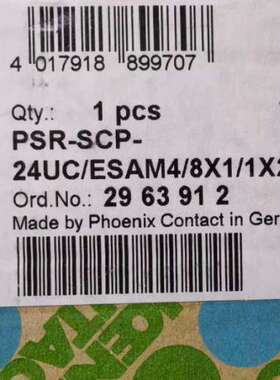 4 017918 899707
Qty.: 1 pcs
PSR-SCP-
24UC/ESAM4/8X1/1X2
Ord.No.: 29 63 91 2
Made by Phoenix Contact in Ger